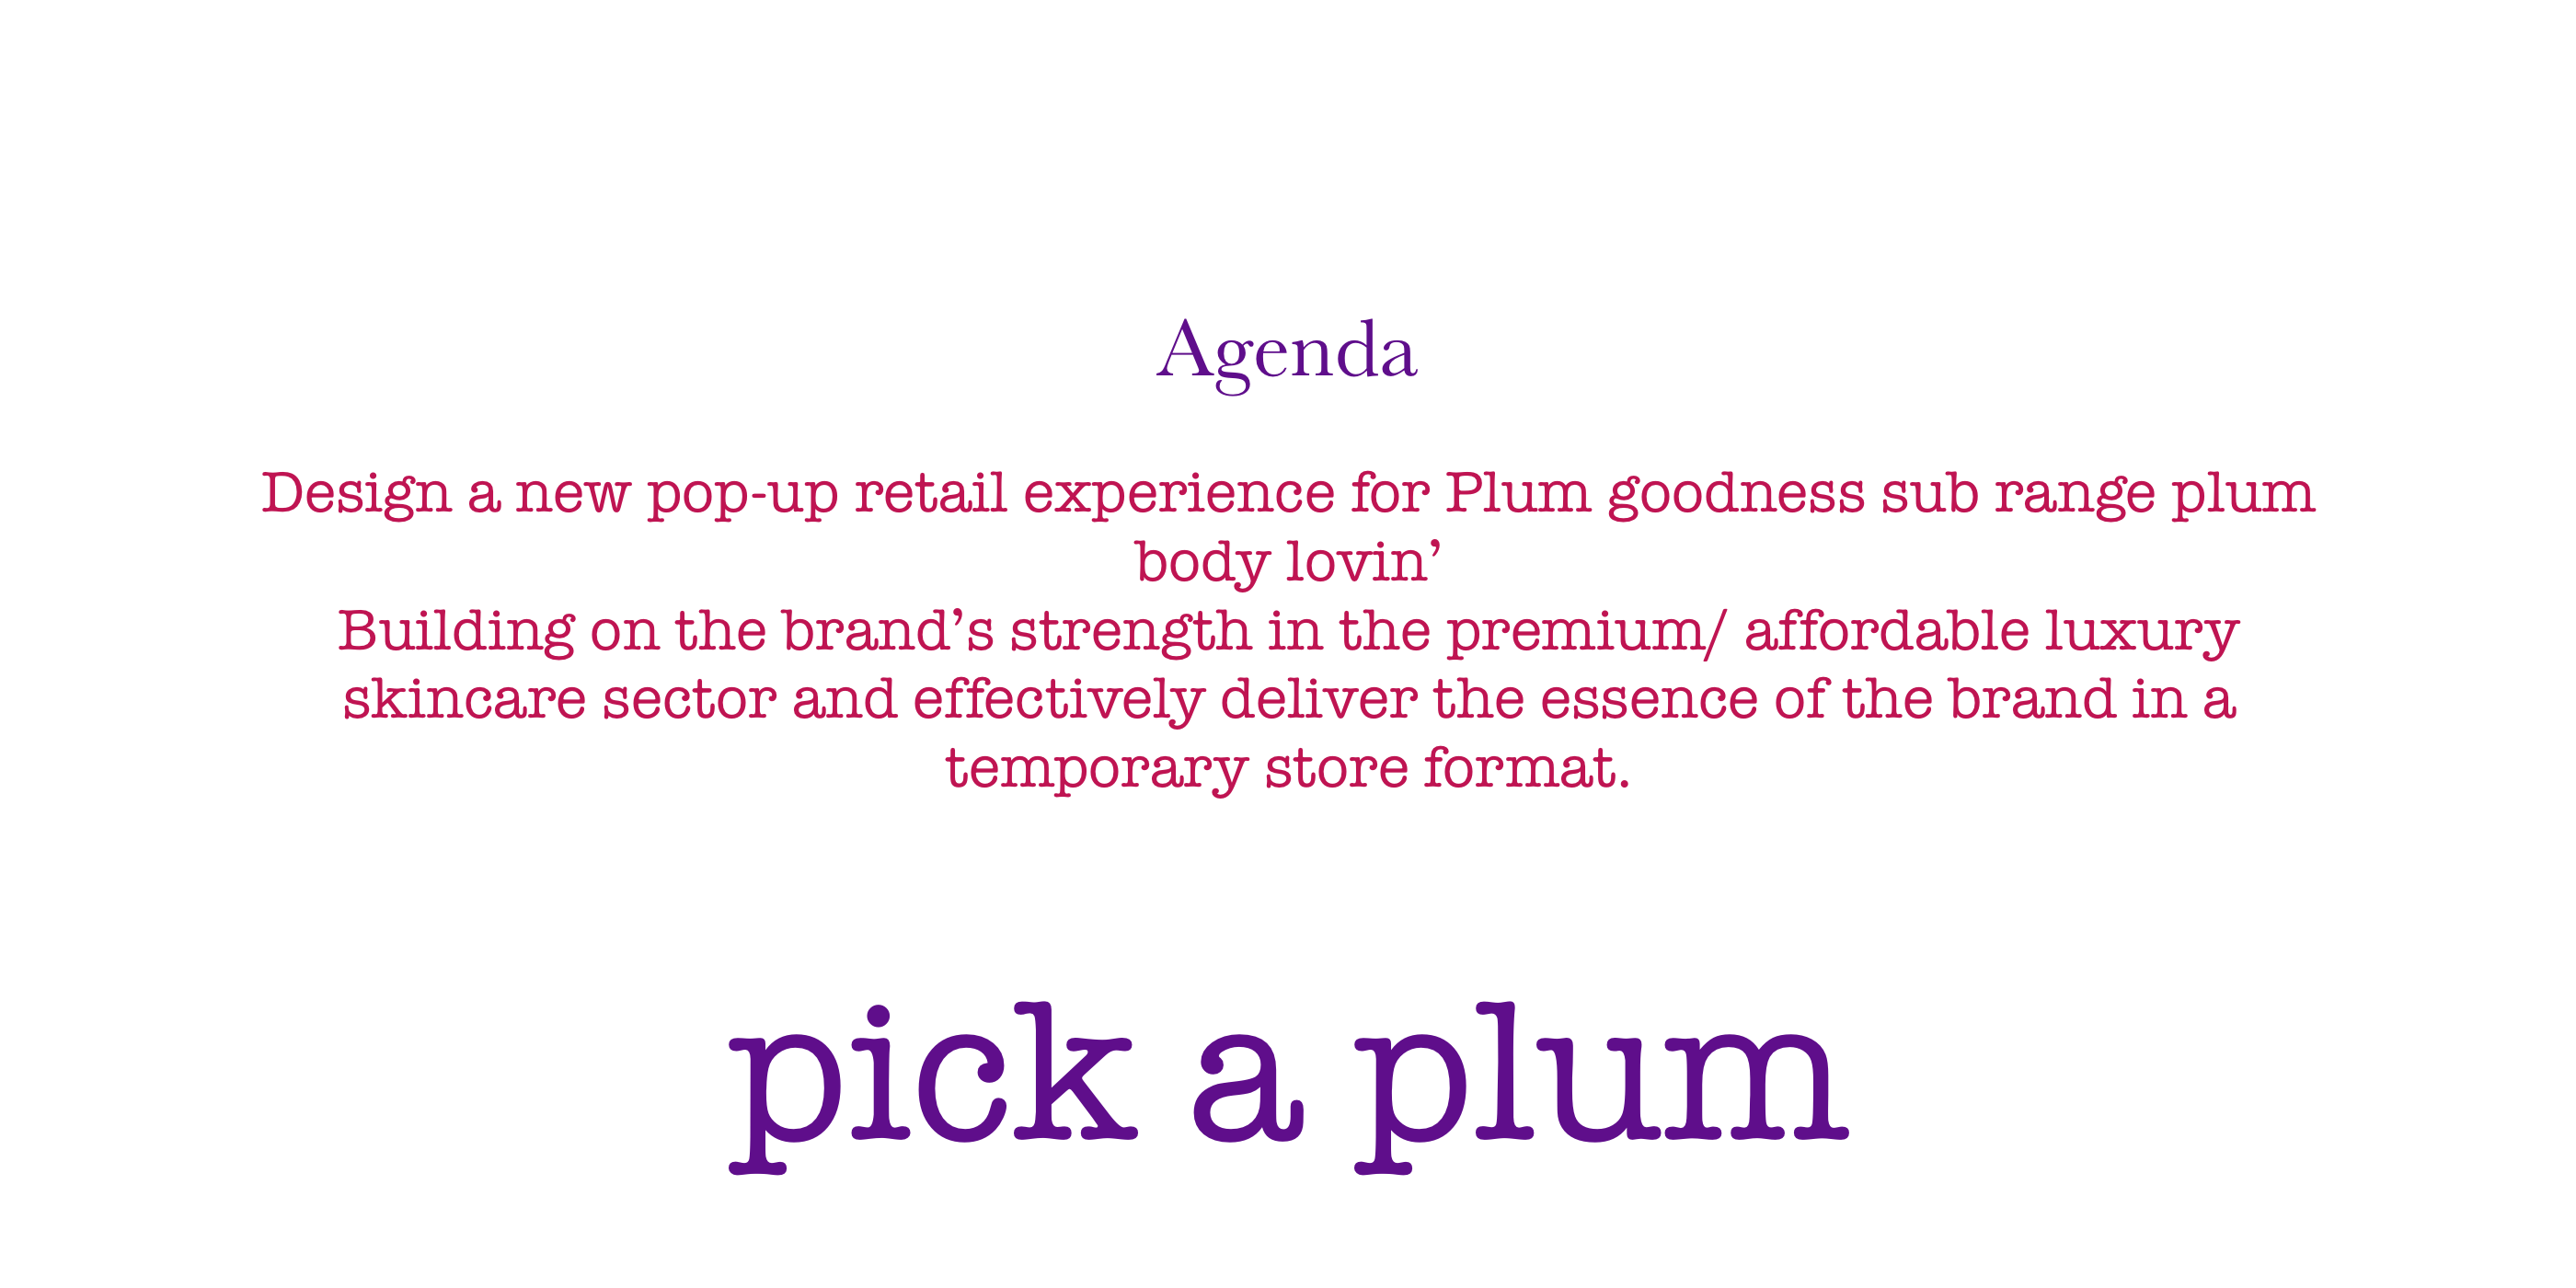 Agenda
Design a new pop-up retail experience for Plum goodness sub range plum
body lovin’
Building on the brand’s strength in the premium/ affordable luxury
skincare sector and effectively deliver the essence of the brand in a
temporary store format.
pick a plum